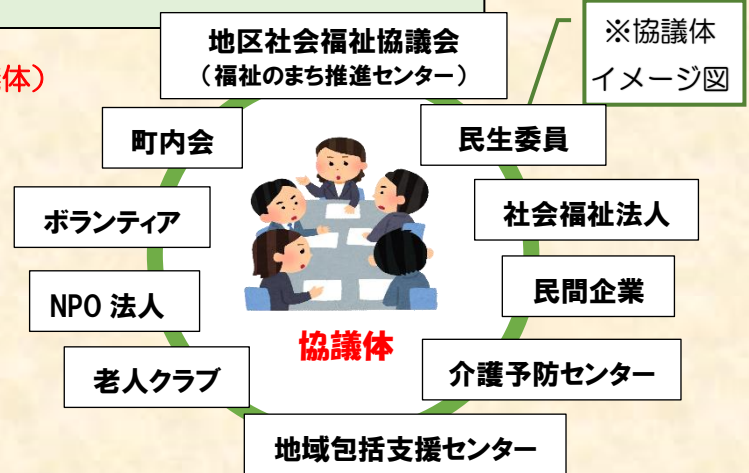 地区社会福祉協議会
（福祉のまち推進センター）
※協議体
イメージ図
体）
町内会
民生委員
ボランティア
社会福祉法人
NPO 法人
民間企業
協議体
老人クラブ
介護予防センター
地域包括支援センター